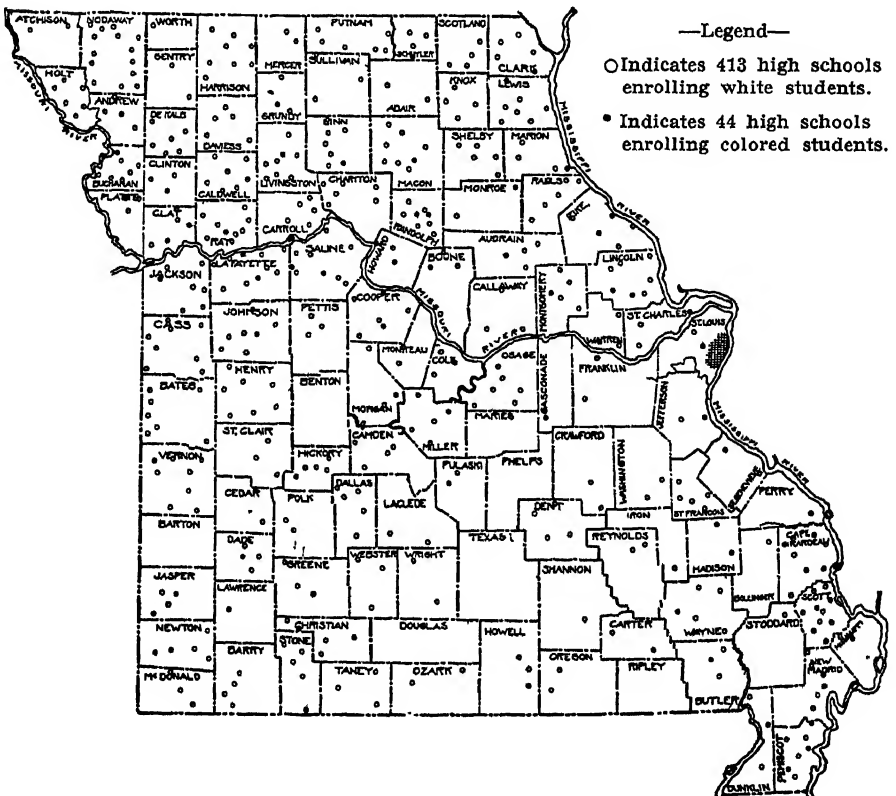 —Legend—
Indicates 413 high schools
enrolling white students.
Indicates 44 high schools
enrolling colored students.
ATCHISON
NODAWAY
WORTH
PUTNAM
SCOTLAND
HOLT
GENTRY
HARRISON
MERCER
SULLIVAN
SCHUYLER
CLARK
ANDREW
ADAIR
KNOX
LEWIS
MISSOURI
RIVER
DE KALB
DAVIESS
GRUNDY
LINN
SHELBY
MARION
MISSISSIPPI
RIVER
BUCHANAN
CLINTON
CALDWELL
LIVINGSTON
CHARITON
MACON
MONROE
RALLS
PLATTE
CLAY
RAY
CARROLL
RANDOLPH
PIKE
AUDRAIN
JACKSON
LAFAYETTE
SALINE
HOWARD
BOONE
CALLAWAY
MONTGOMERY
LINCOLN
CASS
JOHNSON
PETTIS
COOPER
MISSOURI
RIVER
ST. CHARLES
ST. LOUIS
MONITEAU
COLE
OSAGE
GASCONADE
FRANKLIN
BATES
HENRY
BENTON
MORGAN
MILLER
MARIES
JEFFERSON
MISSISSIPPI
RIVER
ST. CLAIR
CAMDEN
PHELPS
CRAWFORD
WASHINGTON
VERNON
HICKORY
PULASKI
ST FRANCOIS
PERRY
CEDAR
POLK
DALLAS
LACLEDE
DENT
IRON
BARTON
DADE
TEXAS
REYNOLDS
MADISON
CAPE
GIRARDEAU
GREENE
WEBSTER
WRIGHT
SHANNON
BOLLINGER
SCOTT
JASPER
LAWRENCE
CHRISTIAN
DOUGLAS
HOWELL
CARTER
WAYNE
STODDARD
NEWTON
STONE
BARRY
TANEY
OZARK
OREGON
RIPLEY
BUTLER
NEW
MADRID
McDONALD
PEMISCOT
DUNKLIN